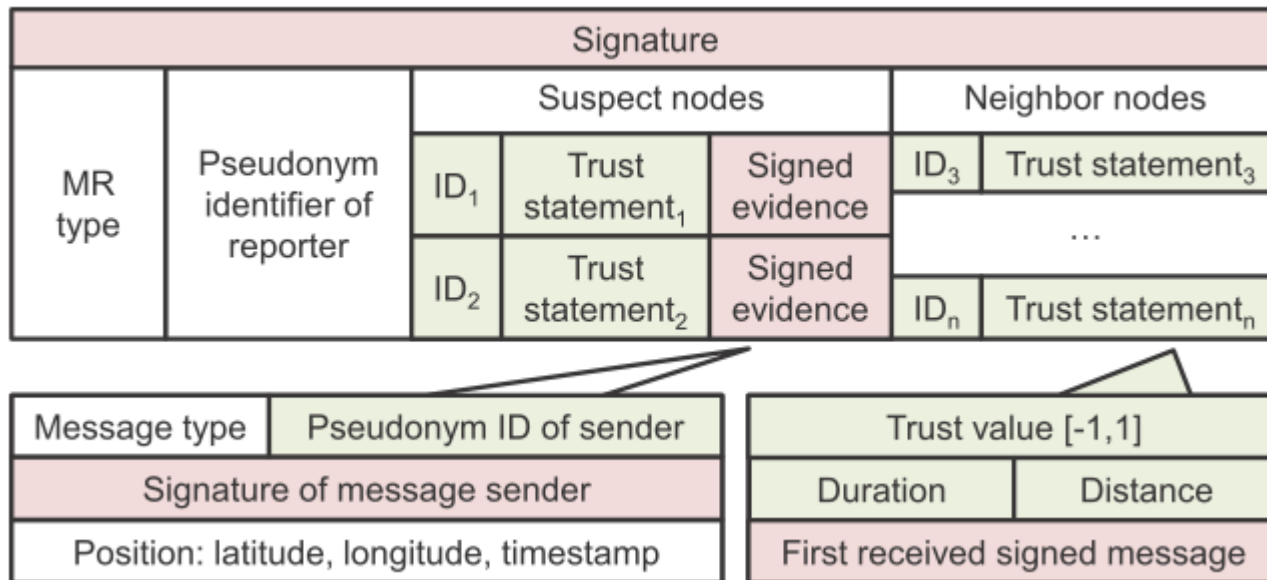 Signature
MR
type
Pseudonym
identifier of
reporter
Suspect nodes
ID₁
Trust
statement₁
Signed
evidence
ID₂
Trust
statement₂
Signed
evidence
Neighbor nodes
ID₃
Trust statement₃
...
IDₙ
Trust statementₙ
Message type
Pseudonym ID of sender
Signature of message sender
Position: latitude, longitude, timestamp
Trust value [-1,1]
Duration
Distance
First received signed message